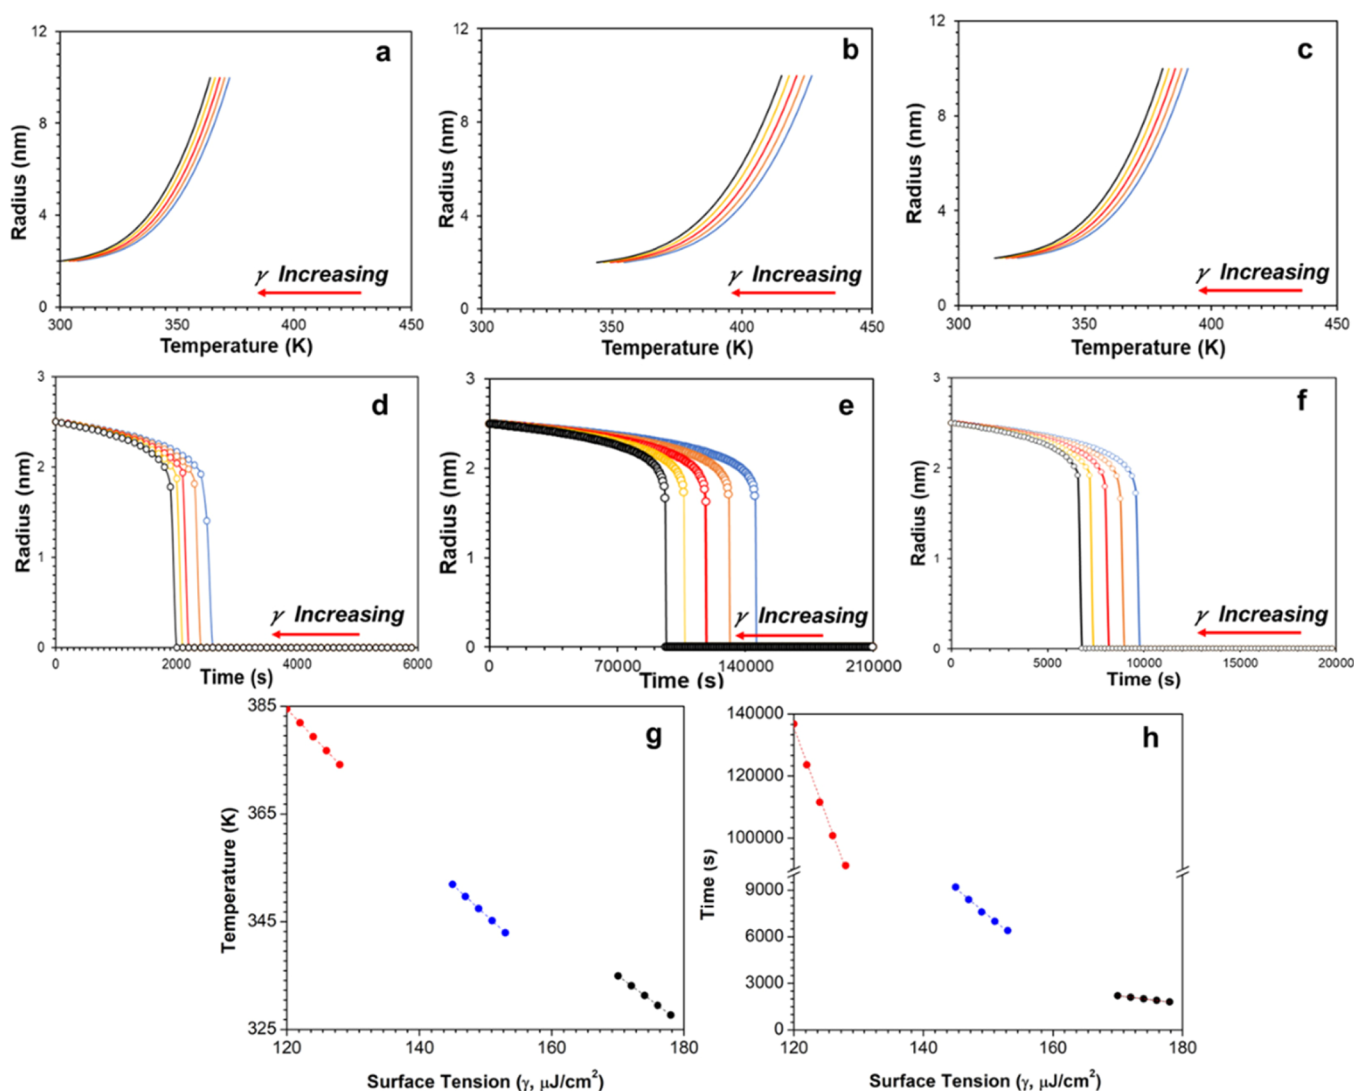 12
8
4
0
300
350
400
450
Radius (nm)
Temperature (K)
a
γ Increasing
12
8
4
0
300
350
400
450
Radius (nm)
Temperature (K)
b
γ Increasing
12
8
4
0
300
350
400
450
Radius (nm)
Temperature (K)
c
γ Increasing
3
2
1
0
0
2000
4000
6000
Radius (nm)
Time (s)
d
γ Increasing
3
2
1
0
0
70000
140000
210000
Radius (nm)
Time (s)
e
γ Increasing
3
2
1
0
0
5000
10000
15000
20000
Radius (nm)
Time (s)
f
γ Increasing
385
365
345
325
120
140
160
180
Temperature (K)
Surface Tension (γ, μJ/cm²)
g
140000
120000
100000
9000
6000
3000
0
120
140
160
180
Time (s)
Surface Tension (γ, μJ/cm²)
h